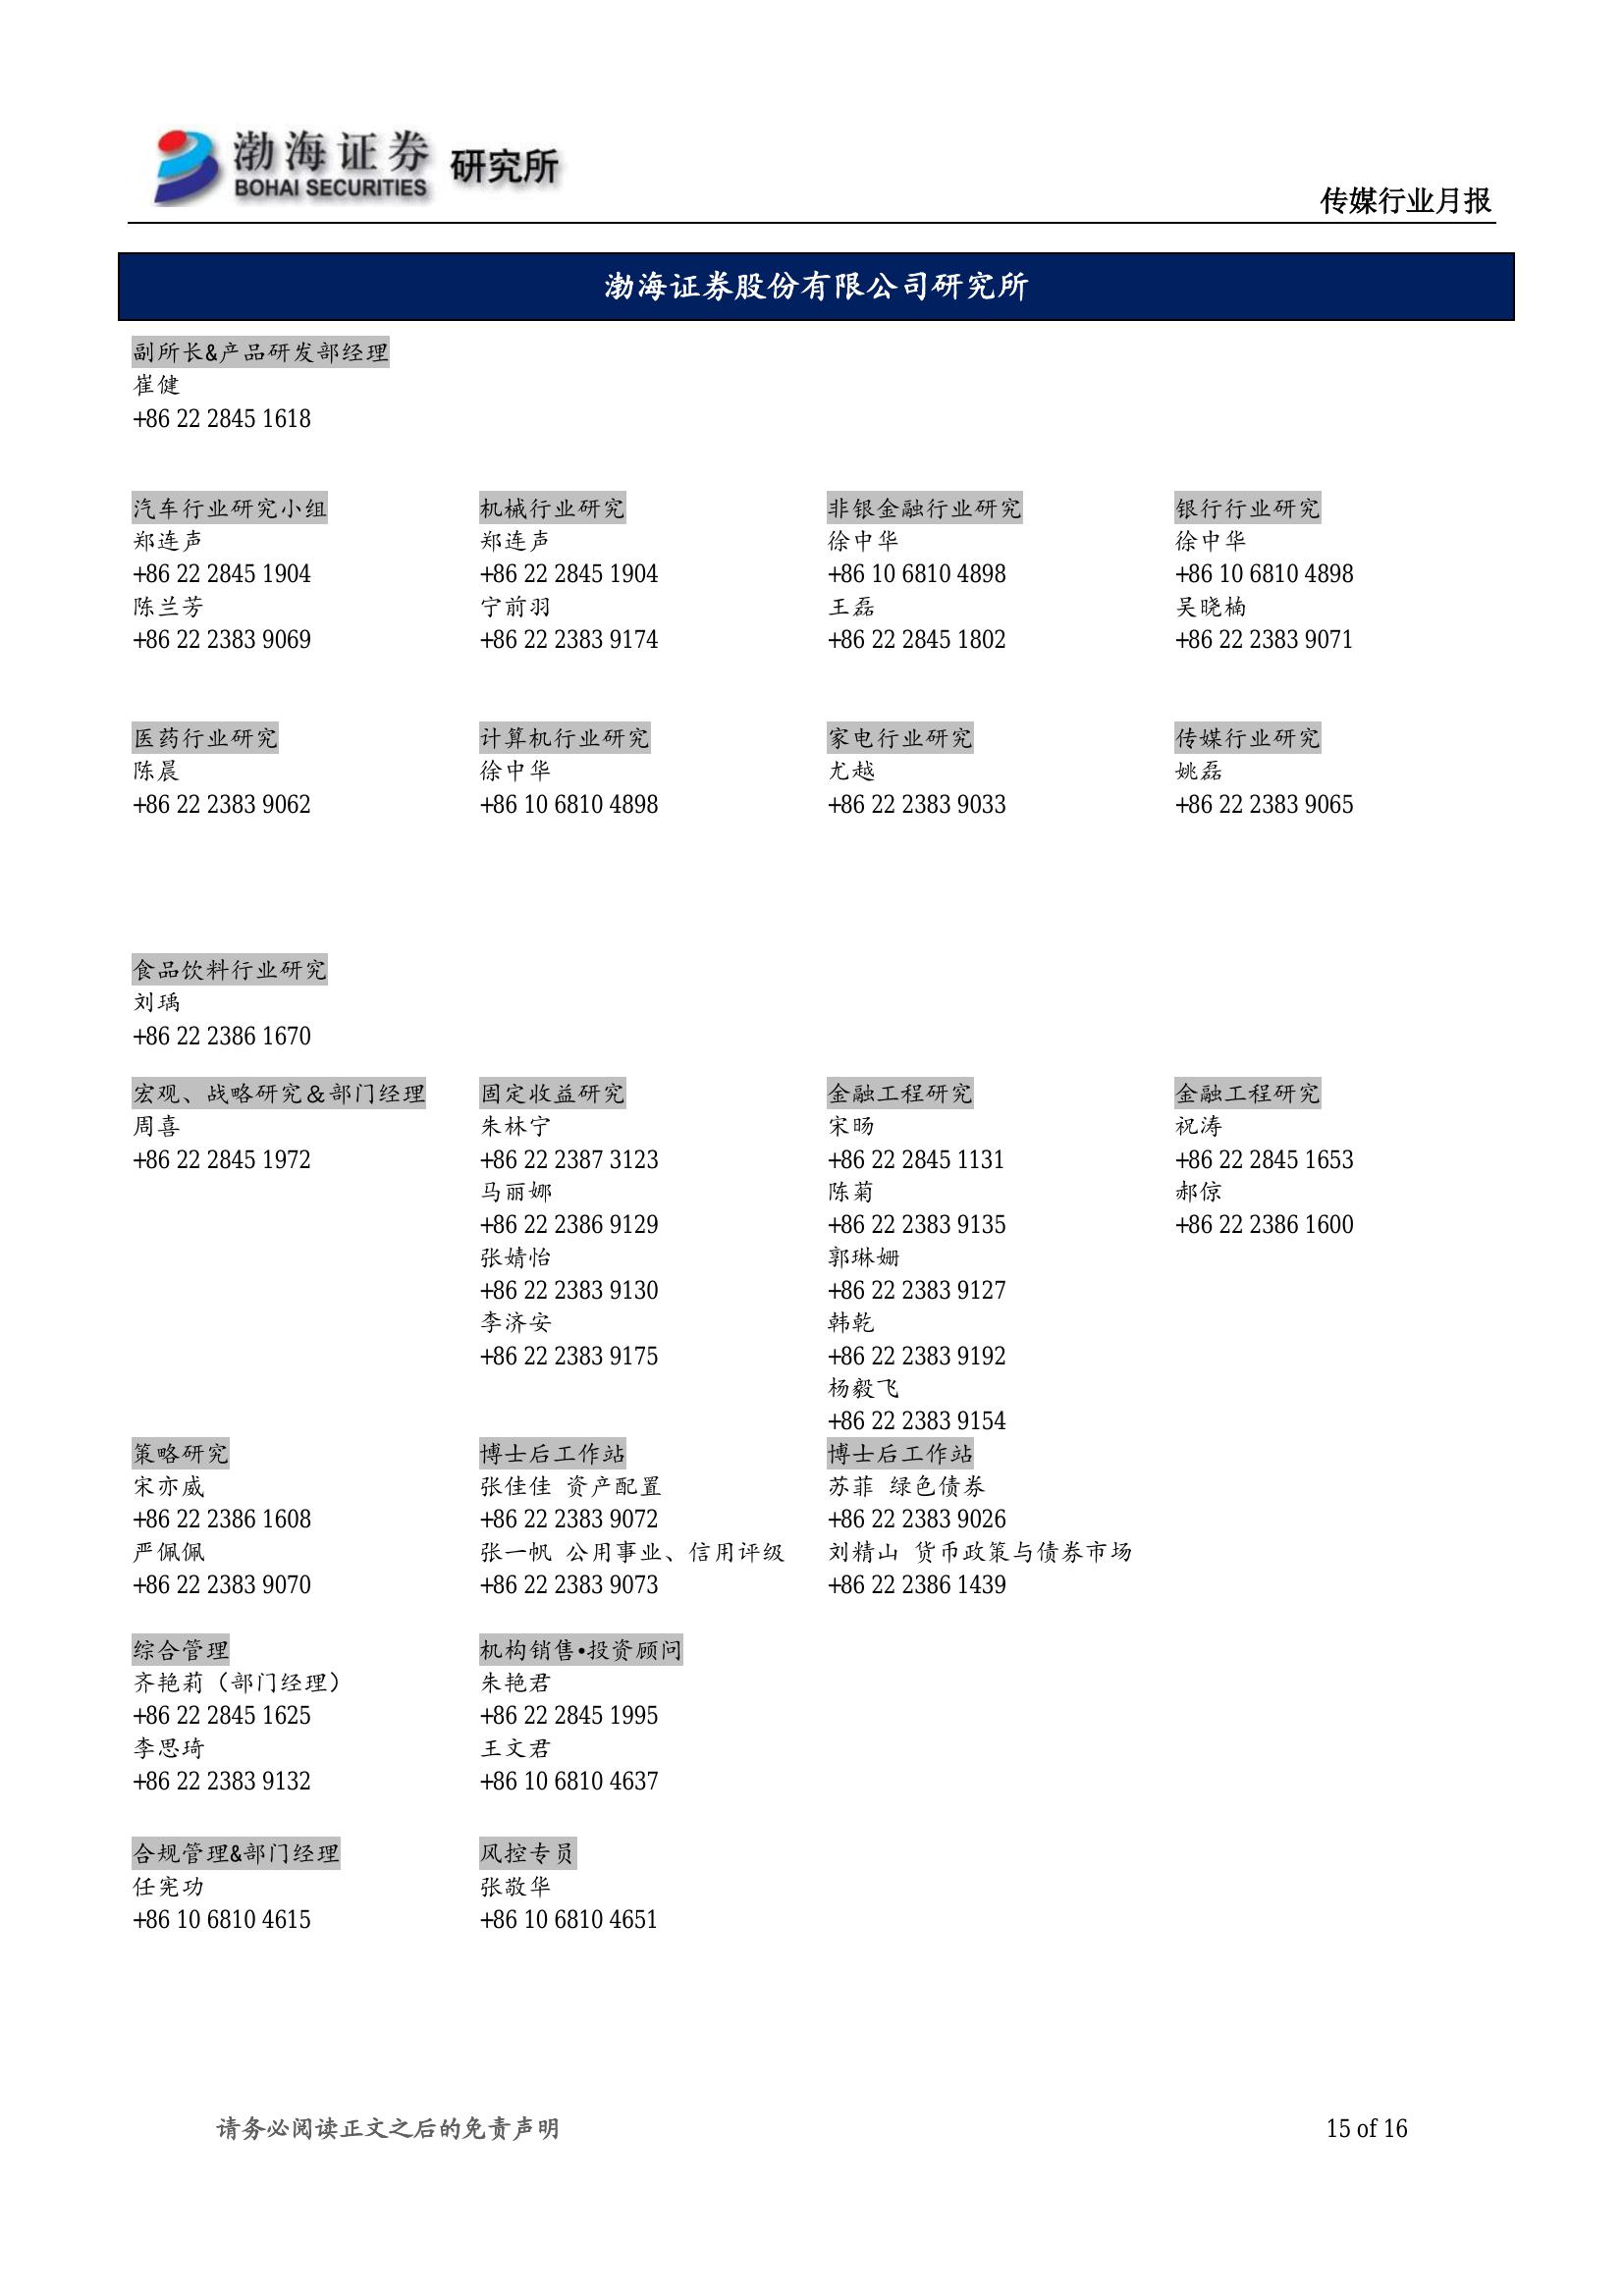 渤海证券
BOHAI SECURITIES
研究所
传媒行业月报
渤海证券股份有限公司研究所
副所长&产品研发部经理
崔健
+86 22 2845 1618
汽车行业研究小组
郑连声
+86 22 2845 1904
陈兰芳
+86 22 2383 9069
机械行业研究
郑连声
+86 22 2845 1904
宁前羽
+86 22 2383 9174
非银金融行业研究
徐中华
+86 10 6810 4898
王磊
+86 22 2845 1802
银行行业研究
徐中华
+86 10 6810 4898
吴晓楠
+86 22 2383 9071
医药行业研究
陈晨
+86 22 2383 9062
计算机行业研究
徐中华
+86 10 6810 4898
家电行业研究
尤越
+86 22 2383 9033
传媒行业研究
姚磊
+86 22 2383 9065
食品饮料行业研究
刘瑀
+86 22 2386 1670
宏观、战略研究＆部门经理
周喜
+86 22 2845 1972
固定收益研究
朱林宁
+86 22 2387 3123
马丽娜
+86 22 2386 9129
张婧怡
+86 22 2383 9130
李济安
+86 22 2383 9175
金融工程研究
宋旸
+86 22 2845 1131
陈菊
+86 22 2383 9135
郭琳姗
+86 22 2383 9127
韩乾
+86 22 2383 9192
杨毅飞
+86 22 2383 9154
金融工程研究
祝涛
+86 22 2845 1653
郝倞
+86 22 2386 1600
策略研究
宋亦威
+86 22 2386 1608
严佩佩
+86 22 2383 9070
博士后工作站
张佳佳 资产配置
+86 22 2383 9072
张一帆 公用事业、信用评级
+86 22 2383 9073
博士后工作站
苏菲 绿色债券
+86 22 2383 9026
刘精山 货币政策与债券市场
+86 22 2386 1439
综合管理
齐艳莉（部门经理）
+86 22 2845 1625
李思琦
+86 22 2383 9132
机构销售•投资顾问
朱艳君
+86 22 2845 1995
王文君
+86 10 6810 4637
合规管理&部门经理
任宪功
+86 10 6810 4615
风控专员
张敬华
+86 10 6810 4651
请务必阅读正文之后的免责声明
15 of 16